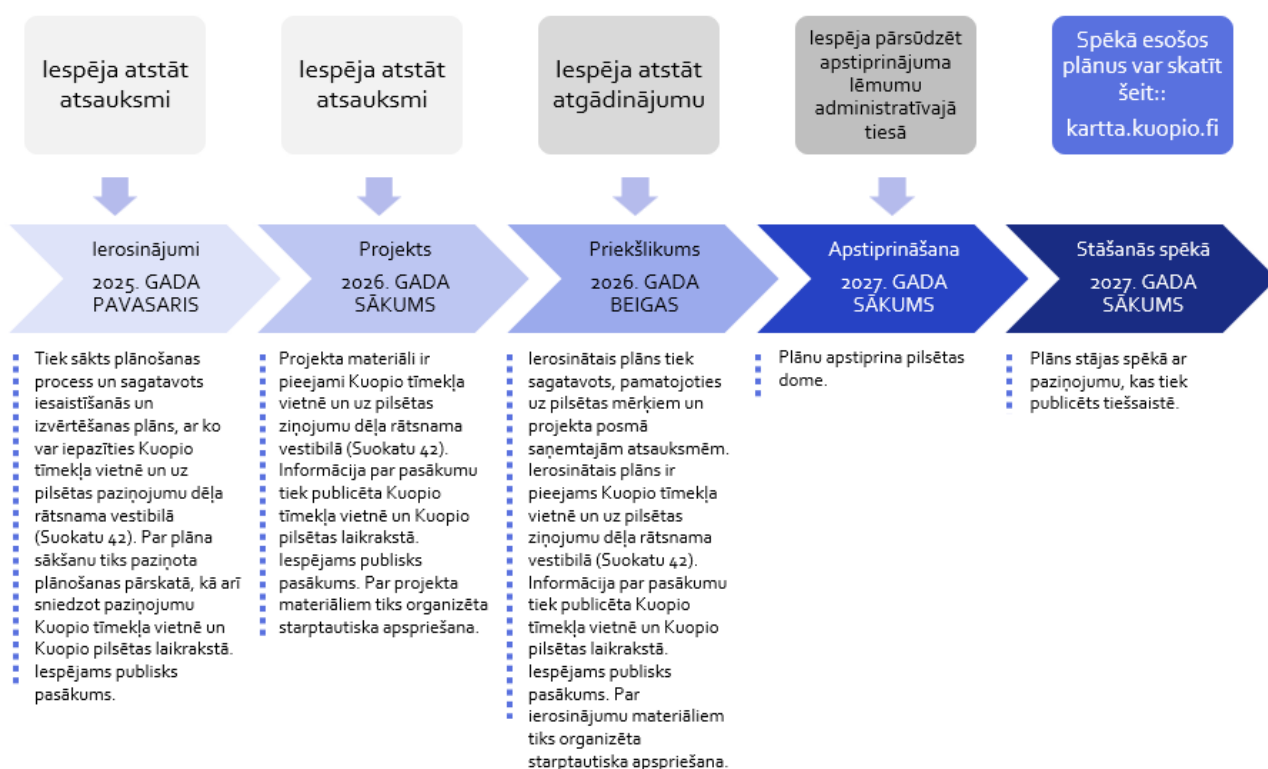 Iespēja atstāt
atsauksmi
Iespēja atstāt
atsauksmi
Iespēja atstāt
atgādinājumu
Iespēja pārsūdzēt
apstiprinājuma
lēmumu
administratīvajā
tiesā
Spēkā esošos
plānus var skatīt
šeit::
kartta.kuopio.fi
Ierosinājumi
2025. GADA
PAVASARIS
Projekts
2026. GADA
SĀKUMS
Priekšlikums
2026. GADA
BEIGAS
Apstiprināšana
2027. GADA
SĀKUMS
Stāšanās spēkā
2027. GADA
SĀKUMS
Tiek sākts plānošanas
process un sagatavots
iesaistīšanās un
izvērtēšanas plāns, ar ko
var iepazīties Kuopio
tīmekļa vietnē un uz
pilsētas paziņojumu dēļa
rātsnama vestibilā
(Suokatu 42). Par plāna
sākšanu tiks paziņota
plānošanas pārskatā, kā arī
sniedzot paziņojumu
Kuopio tīmekļa vietnē un
Kuopio pilsētas laikrakstā.
Iespējams publisks
pasākums.
Projekta materiāli ir
pieejami Kuopio tīmekļa
vietnē un uz pilsētas
ziņojumu dēļa rātsnama
vestibilā (Suokatu 42).
Informācija par pasākumu
tiek publicēta Kuopio
tīmekļa vietnē un Kuopio
pilsētas laikrakstā.
Iespējams publisks
pasākums. Par projekta
materiāliem tiks organizēta
starptautiska apspriešana.
Ierosinātais plāns tiek
sagatavots, pamatojoties
uz pilsētas mērķiem un
projekta posmā
saņemtajām atsauksmēm.
Ierosinātais plāns ir
pieejams Kuopio tīmekļa
vietnē un uz pilsētas
ziņojumu dēļa rātsnama
vestibilā (Suokatu 42).
Informācija par pasākumu
tiek publicēta Kuopio
tīmekļa vietnē un Kuopio
pilsētas laikrakstā.
Iespējams publisks
pasākums. Par
ierosinājumu materiāliem
tiks organizēta
starptautiska apspriešana.
Plānu apstiprina pilsētas
dome.
Plāns stājas spēkā ar
paziņojumu, kas tiek
publicēts tiešsaistē.